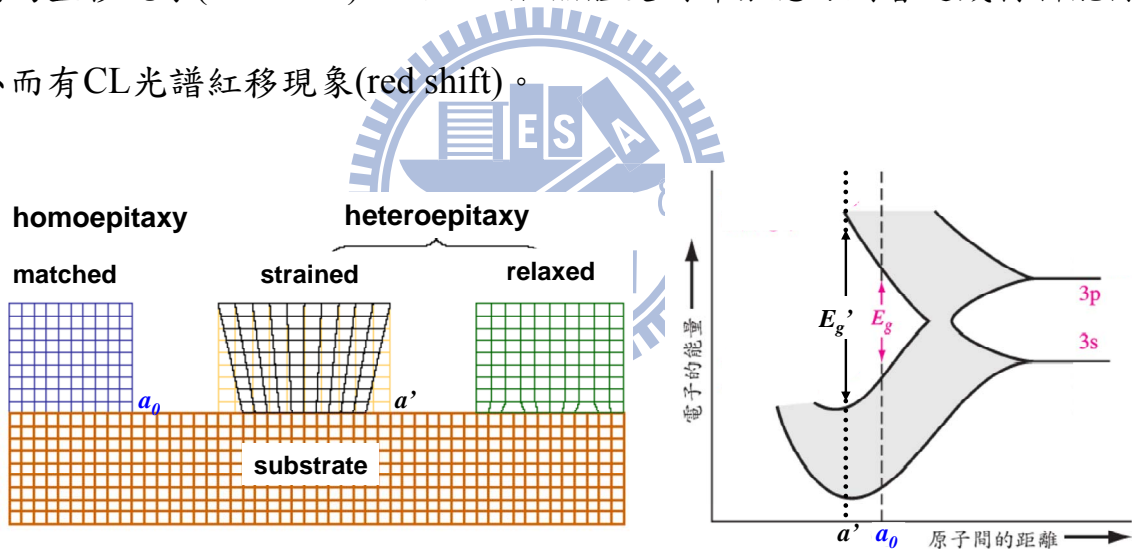 小而有CL光譜紅移現象(red shift)。
ESA
homoepitaxy
heteroepitaxy
matched
strained
relaxed
a0
a’
substrate
電子的能量
Eg’
Eg
3p
3s
a’
a0
原子間的距離